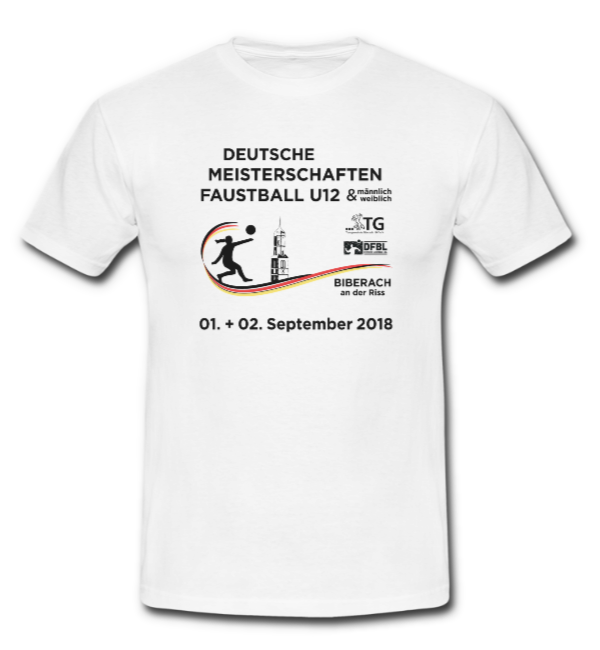 DEUTSCHE
MEISTERSCHAFTEN
FAUSTBALL U12 & männlich
weiblich
...TG
DFBL
BIBERACH
an der Riss
01. + 02. September 2018